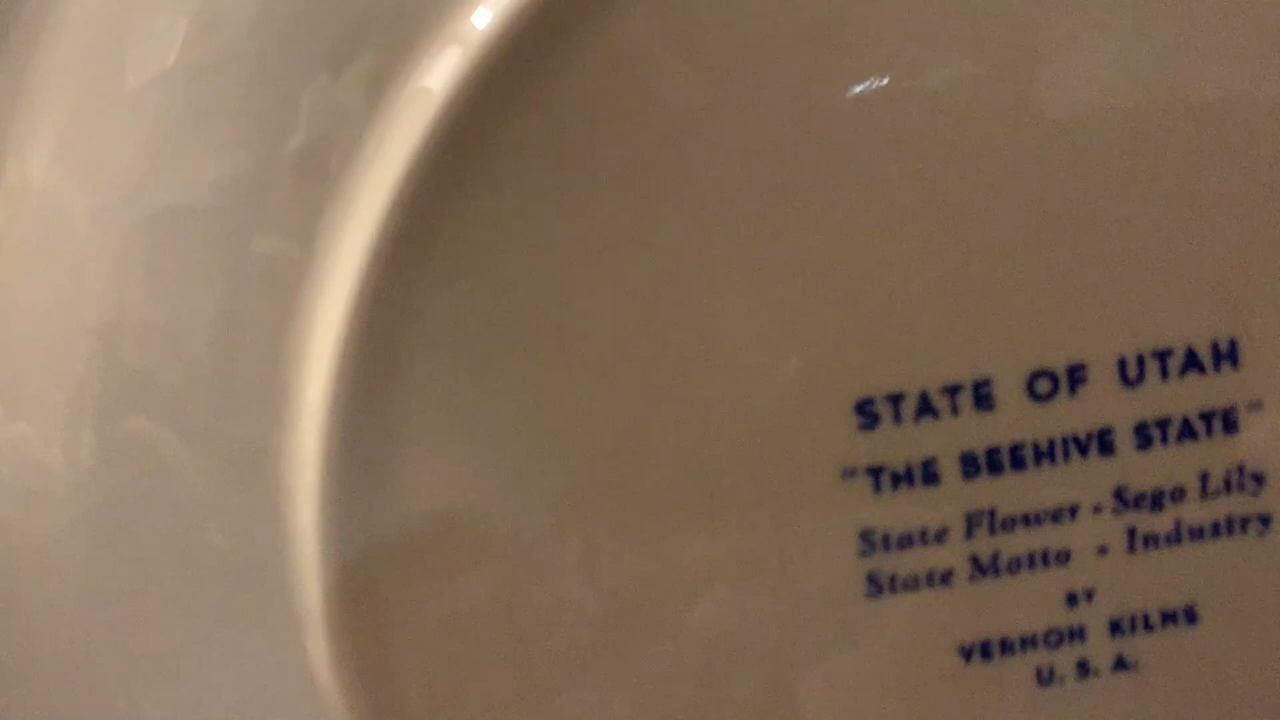 STATE OF UTAH
"THE BEEHIVE STATE"
State Flower - Sego Lily
State Motto - Industry
BY
VERNON KILNS
U. S. A.